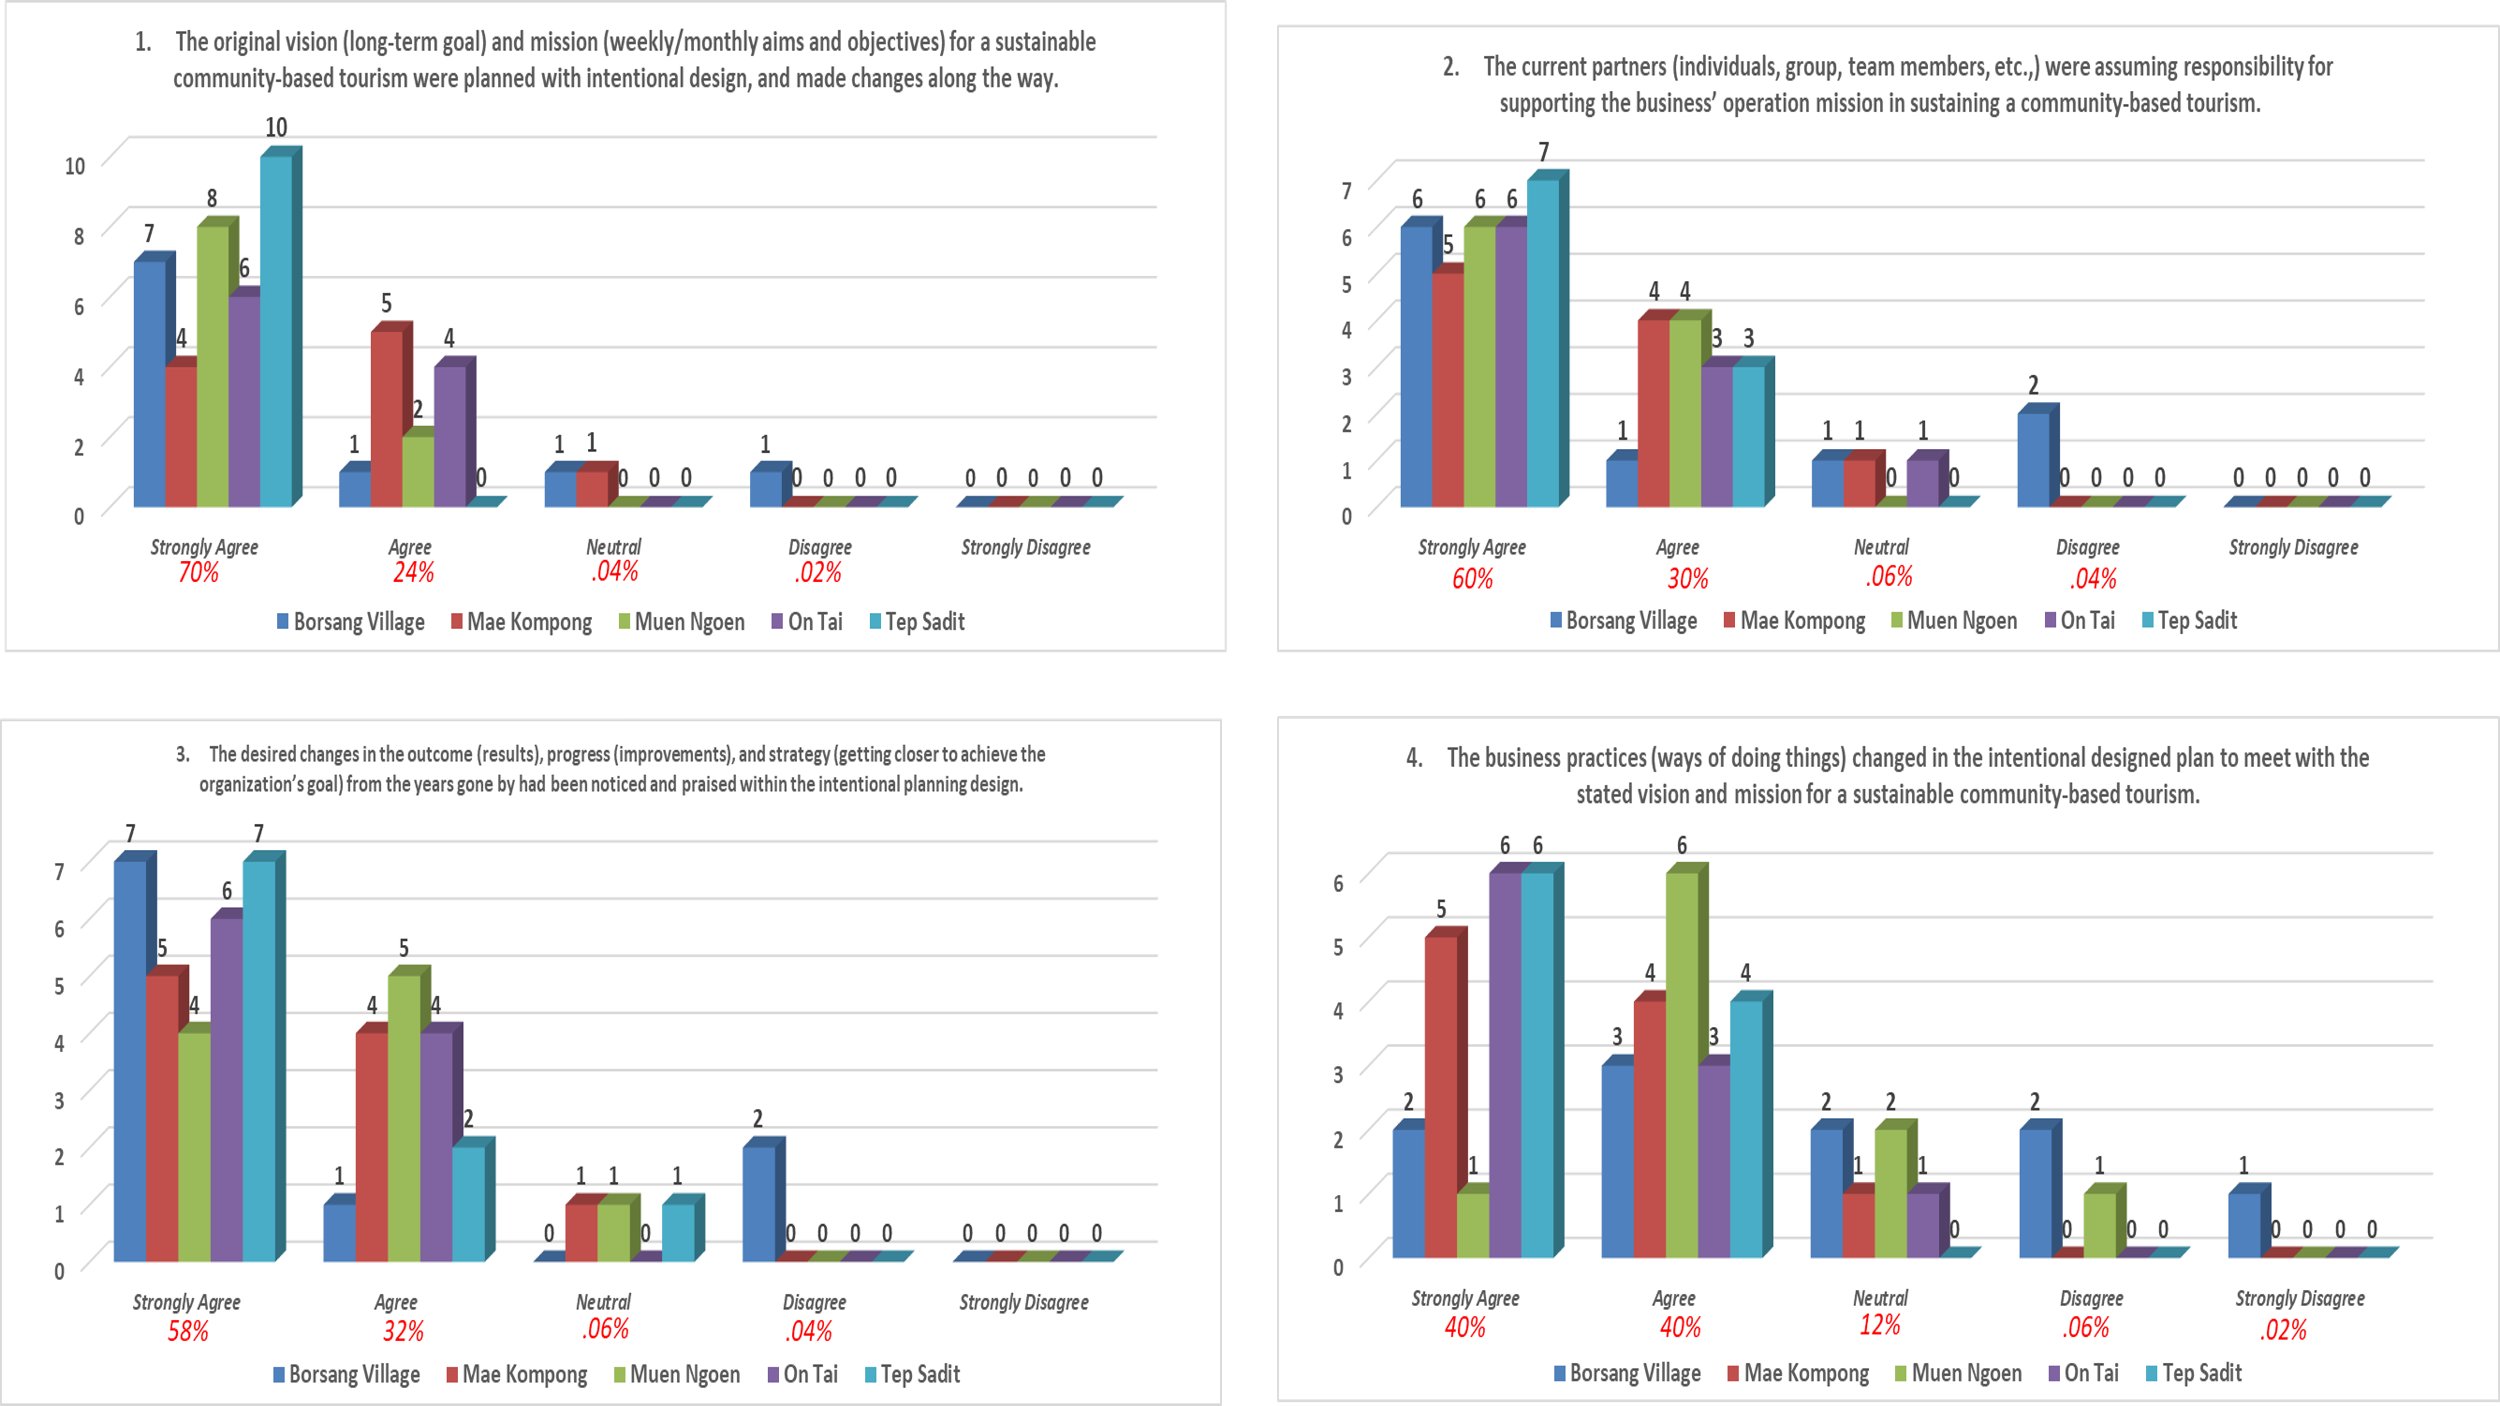 1. The original vision (long-term goal) and mission (weekly/monthly aims and objectives) for a sustainable
community-based tourism were planned with intentional design, and made changes along the way.
10
8
6
4
2
0
7 4 8 6 10
1 5 2 4 0
1 1 0 0 0
1 0 0 0 0
0 0 0 0 0
Strongly Agree Agree Neutral Disagree Strongly Disagree
70% 24% .04% .02%
Borsang Village Mae Kompong Muen Ngoen On Tai Tep Sadit
2. The current partners (individuals, group, team members, etc.,) were assuming responsibility for
supporting the business’ operation mission in sustaining a community-based tourism.
7
6
5
4
3
2
1
0
6 5 6 6 7
1 4 4 3 3
1 1 0 1 0
2 0 0 0 0
0 0 0 0 0
Strongly Agree Agree Neutral Disagree Strongly Disagree
60% 30% .06% .04%
Borsang Village Mae Kompong Muen Ngoen On Tai Tep Sadit
3. The desired changes in the outcome (results), progress (improvements), and strategy (getting closer to achieve the
organization’s goal) from the years gone by had been noticed and praised within the intentional planning design.
7
6
5
4
3
2
1
0
7 5 4 6 7
1 4 5 4 2
0 1 1 0 1
2 0 0 0 0
0 0 0 0 0
Strongly Agree Agree Neutral Disagree Strongly Disagree
58% 32% .06% .04%
Borsang Village Mae Kompong Muen Ngoen On Tai Tep Sadit
4. The business practices (ways of doing things) changed in the intentional designed plan to meet with the
stated vision and mission for a sustainable community-based tourism.
6
5
4
3
2
1
0
2 5 1 6 6
3 4 6 3 4
2 1 2 1 0
2 0 1 0 0
1 0 0 0 0
Strongly Agree Agree Neutral Disagree Strongly Disagree
40% 40% 12% .06% .02%
Borsang Village Mae Kompong Muen Ngoen On Tai Tep Sadit